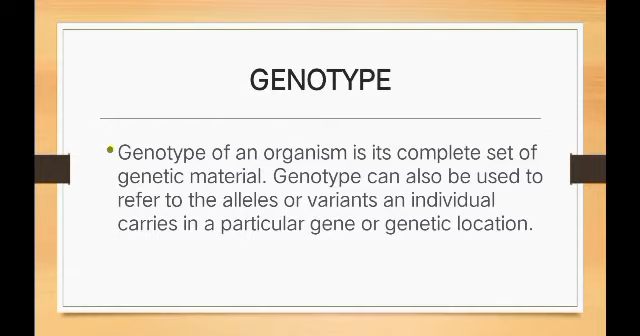 GENOTYPE
• Genotype of an organism is its complete set of
genetic material. Genotype can also be used to
refer to the alleles or variants an individual
carries in a particular gene or genetic location.